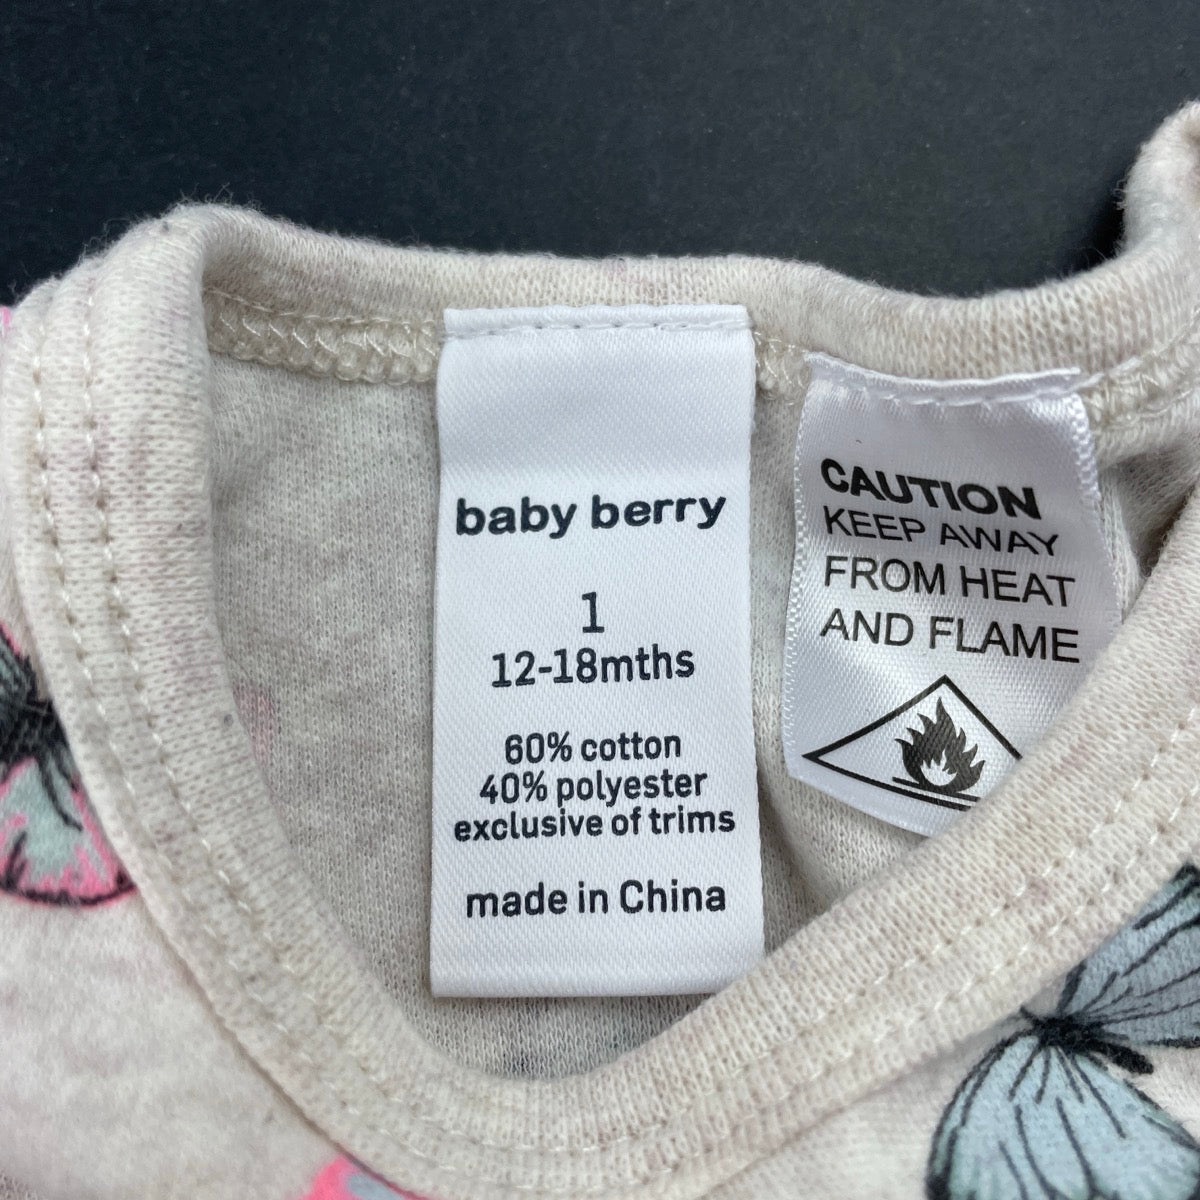 baby berry
1
12-18mths
60% cotton
40% polyester
exclusive of trims
made in China
CAUTION
KEEP AWAY
FROM HEAT
AND FLAME